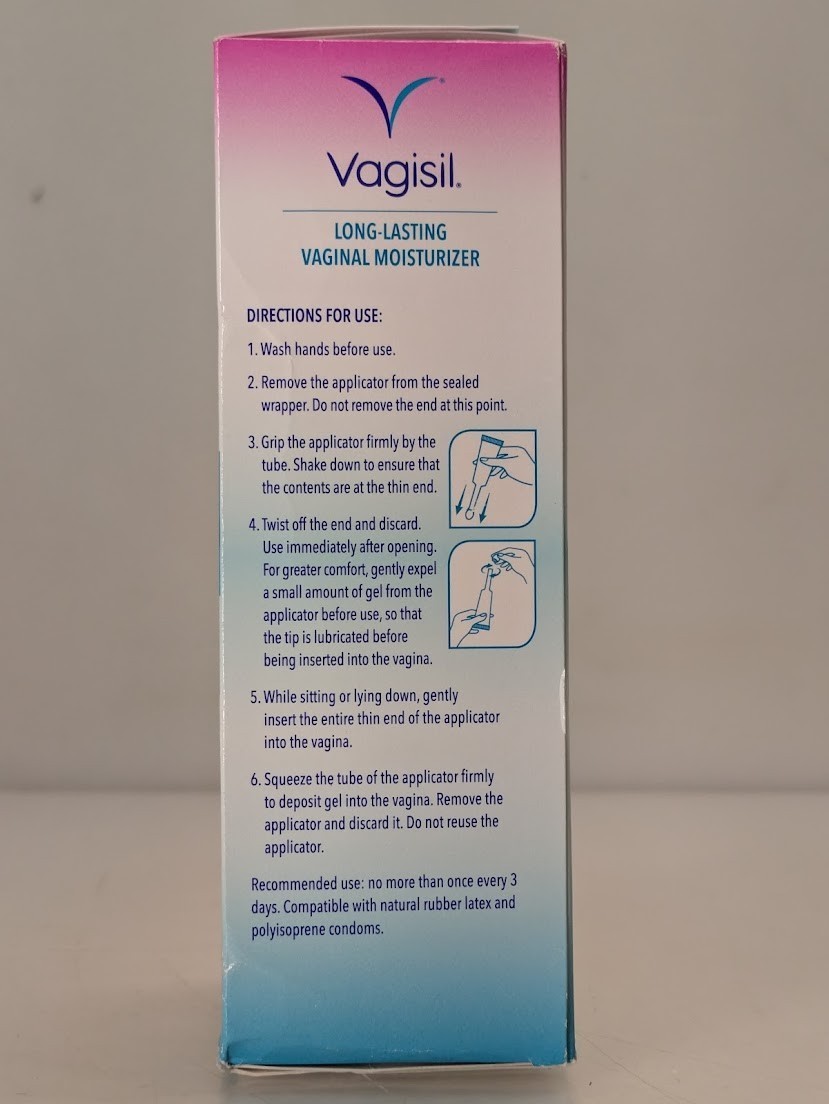 Vagisil®
LONG-LASTING
VAGINAL MOISTURIZER
DIRECTIONS FOR USE:
1. Wash hands before use.
2. Remove the applicator from the sealed
wrapper. Do not remove the end at this point.
3. Grip the applicator firmly by the
tube. Shake down to ensure that
the contents are at the thin end.
4. Twist off the end and discard.
Use immediately after opening.
For greater comfort, gently expel
a small amount of gel from the
applicator before use, so that
the tip is lubricated before
being inserted into the vagina.
5. While sitting or lying down, gently
insert the entire thin end of the applicator
into the vagina.
6. Squeeze the tube of the applicator firmly
to deposit gel into the vagina. Remove the
applicator and discard it. Do not reuse the
applicator.
Recommended use: no more than once every 3
days. Compatible with natural rubber latex and
polyisoprene condoms.